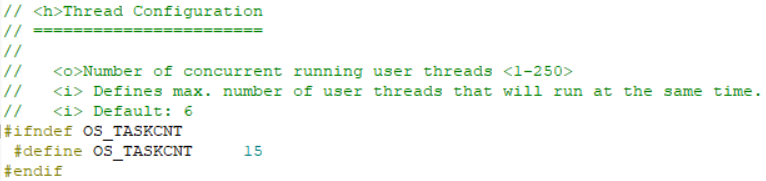 // <h>Thread Configuration
// =======================
//
//   <o>Number of concurrent running user threads <1-250>
//   <i> Defines max. number of user threads that will run at the same time.
//   <i> Default: 6
#ifndef OS_TASKCNT
 #define OS_TASKCNT     15
#endif